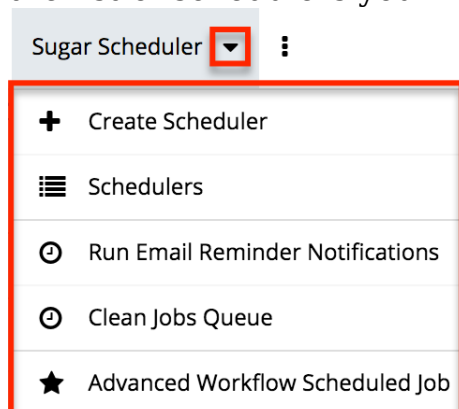 Sugar Scheduler
Create Scheduler
Schedulers
Run Email Reminder Notifications
Clean Jobs Queue
Advanced Workflow Scheduled Job